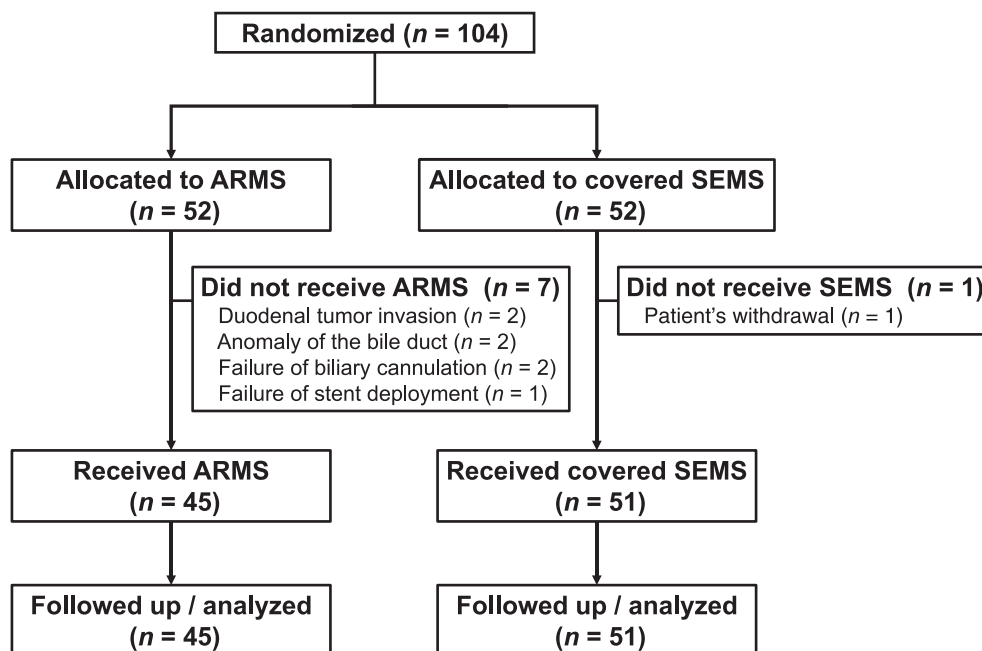 Randomized (n = 104)
Allocated to ARMS
(n = 52)
Allocated to covered SEMS
(n = 52)
Did not receive ARMS (n = 7)
Duodenal tumor invasion (n = 2)
Anomaly of the bile duct (n = 2)
Failure of biliary cannulation (n = 2)
Failure of stent deployment (n = 1)
Did not receive SEMS (n = 1)
Patient's withdrawal (n = 1)
Received ARMS
(n = 45)
Received covered SEMS
(n = 51)
Followed up / analyzed
(n = 45)
Followed up / analyzed
(n = 51)